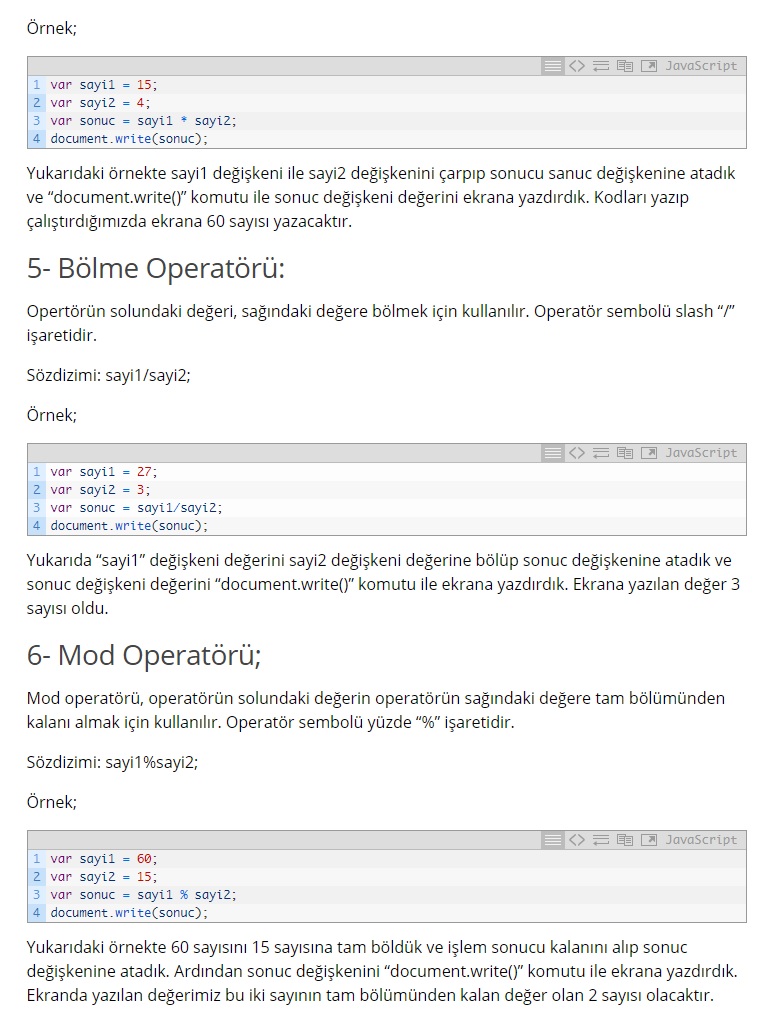 Örnek;
JavaScript
1 var sayi1 = 15;
2 var sayi2 = 4;
3 var sonuc = sayi1 * sayi2;
4 document.write(sonuc);
Yukarıdaki örnekte sayi1 değişkeni ile sayi2 değişkenini çarpıp sonucu sanuc değişkenine atadık
ve “document.write()” komutu ile sonuc değişkeni değerini ekrana yazdırdık. Kodları yazıp
çalıştırdığımızda ekrana 60 sayısı yazacaktır.
5- Bölme Operatörü:
Opertörün solundaki değeri, sağındaki değere bölmek için kullanılır. Operatör sembolü slash “/”
işaretidir.
Sözdizimi: sayi1/sayi2;
Örnek;
JavaScript
1 var sayi1 = 27;
2 var sayi2 = 3;
3 var sonuc = sayi1/sayi2;
4 document.write(sonuc);
Yukarıda “sayi1” değişkeni değerini sayi2 değişkeni değerine bölüp sonuc değişkenine atadık ve
sonuc değişkeni değerini “document.write()” komutu ile ekrana yazdırdık. Ekrana yazılan değer 3
sayısı oldu.
6- Mod Operatörü;
Mod operatörü, operatörün solundaki değerin operatörün sağındaki değere tam bölümünden
kalanı almak için kullanılır. Operatör sembolü yüzde “%” işaretidir.
Sözdizimi: sayi1%sayi2;
Örnek;
JavaScript
1 var sayi1 = 60;
2 var sayi2 = 15;
3 var sonuc = sayi1 % sayi2;
4 document.write(sonuc);
Yukarıdaki örnekte 60 sayısını 15 sayısına tam böldük ve işlem sonucu kalanını alıp sonuc
değişkenine atadık. Ardından sonuc değişkenini “document.write()” komutu ile ekrana yazdırdık.
Ekranda yazılan değerimiz bu iki sayının tam bölümünden kalan değer olan 2 sayısı olacaktır.